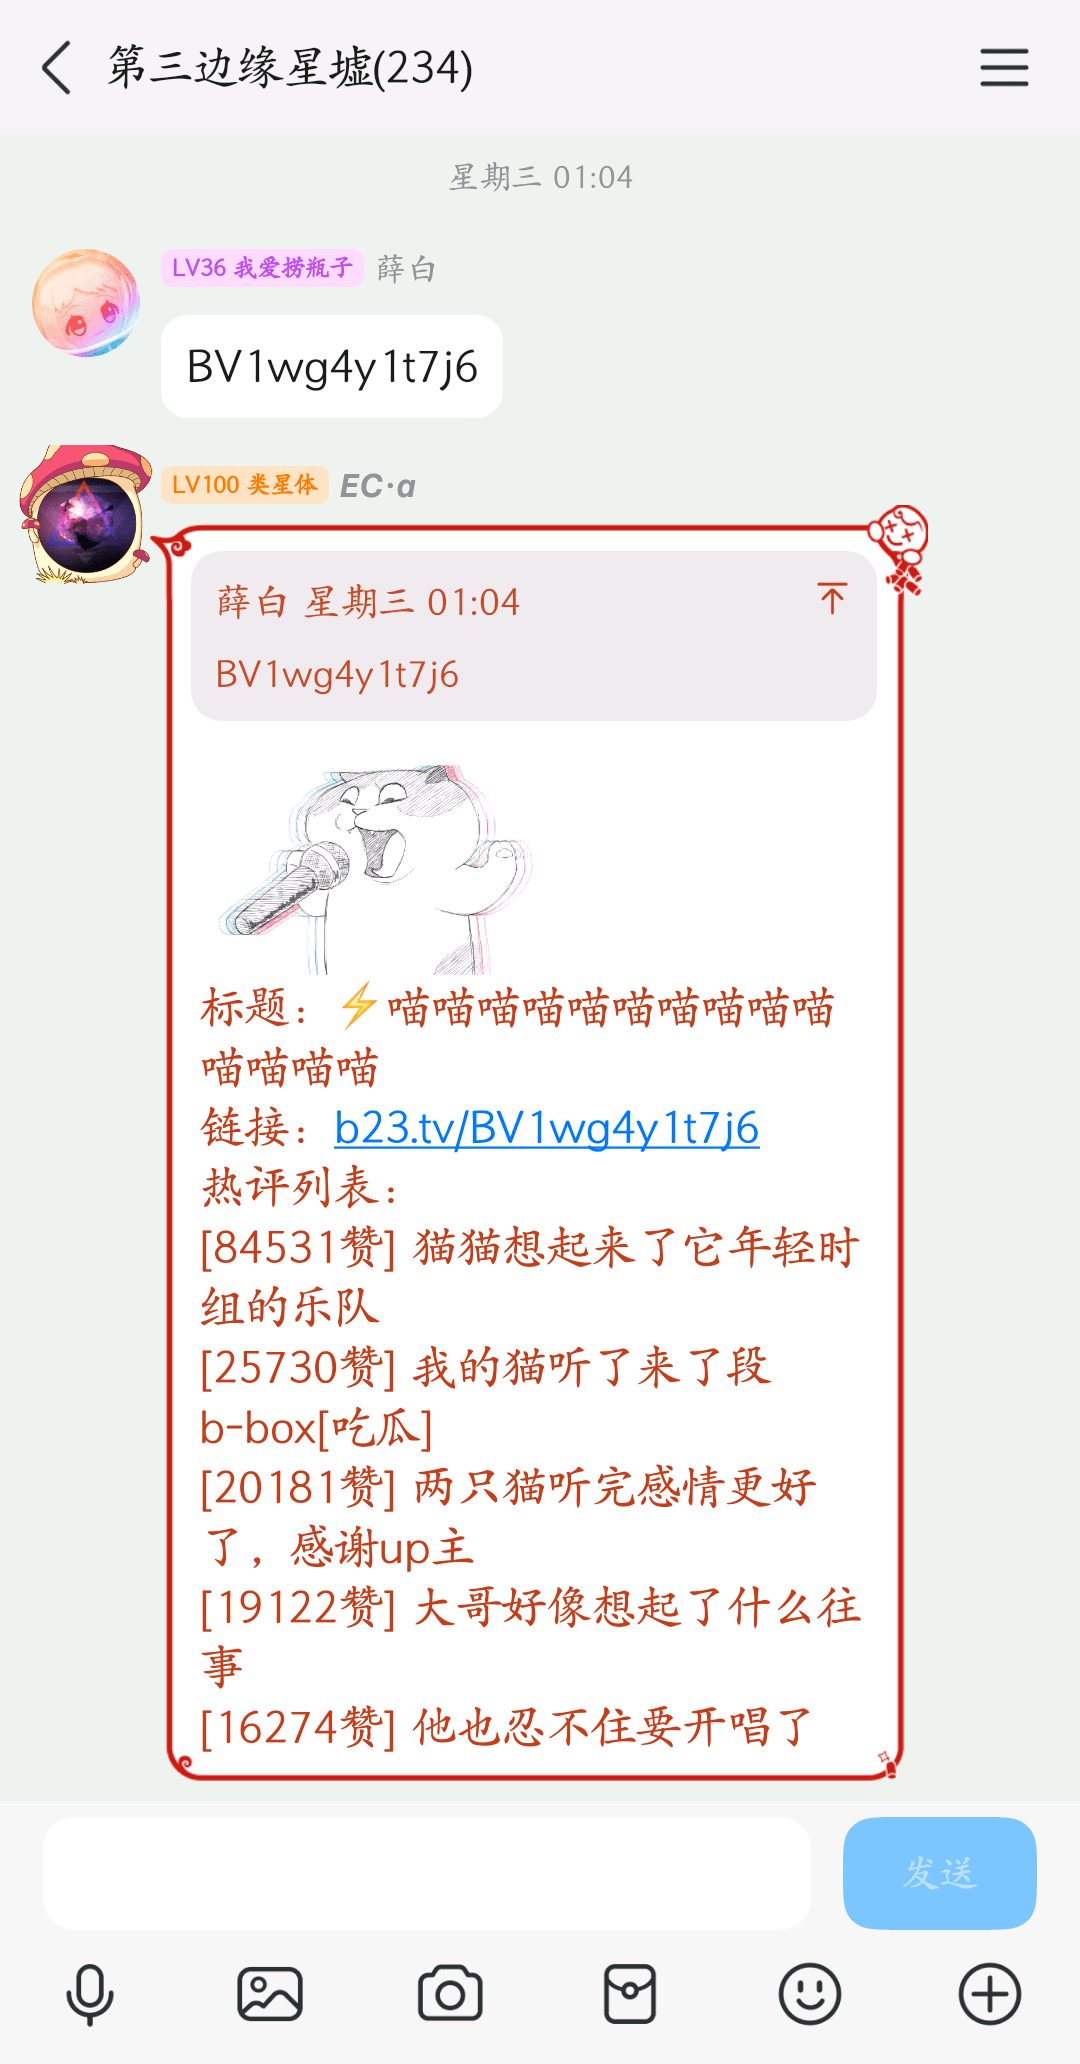 第三边缘星墟(234)
星期三 01:04
LV36 我爱捞瓶子 薛白
BV1wg4y1t7j6
LV100 类星体 EC·a
薛白 星期三 01:04
BV1wg4y1t7j6
标题：⚡喵喵喵喵喵喵喵喵喵喵
喵喵喵喵
链接：b23.tv/BV1wg4y1t7j6
热评列表：
[84531赞] 猫猫想起来了它年轻时
组的乐队
[25730赞] 我的猫听了来了段
b-box[吃瓜]
[20181赞] 两只猫听完感情更好
了，感谢up主
[19122赞] 大哥好像想起了什么往
事
[16274赞] 他也忍不住要开唱了
发送